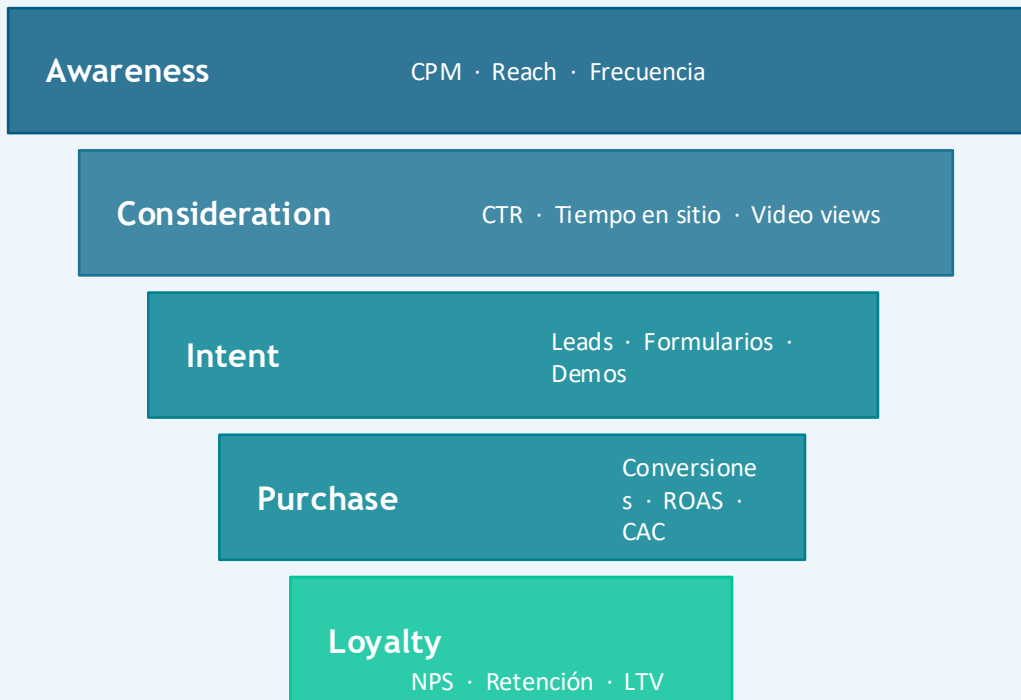 Awareness
CPM · Reach · Frecuencia
Consideration
CTR · Tiempo en sitio · Video views
Intent
Leads · Formularios ·
Demos
Purchase
Conversione
s · ROAS ·
CAC
Loyalty
NPS · Retención · LTV